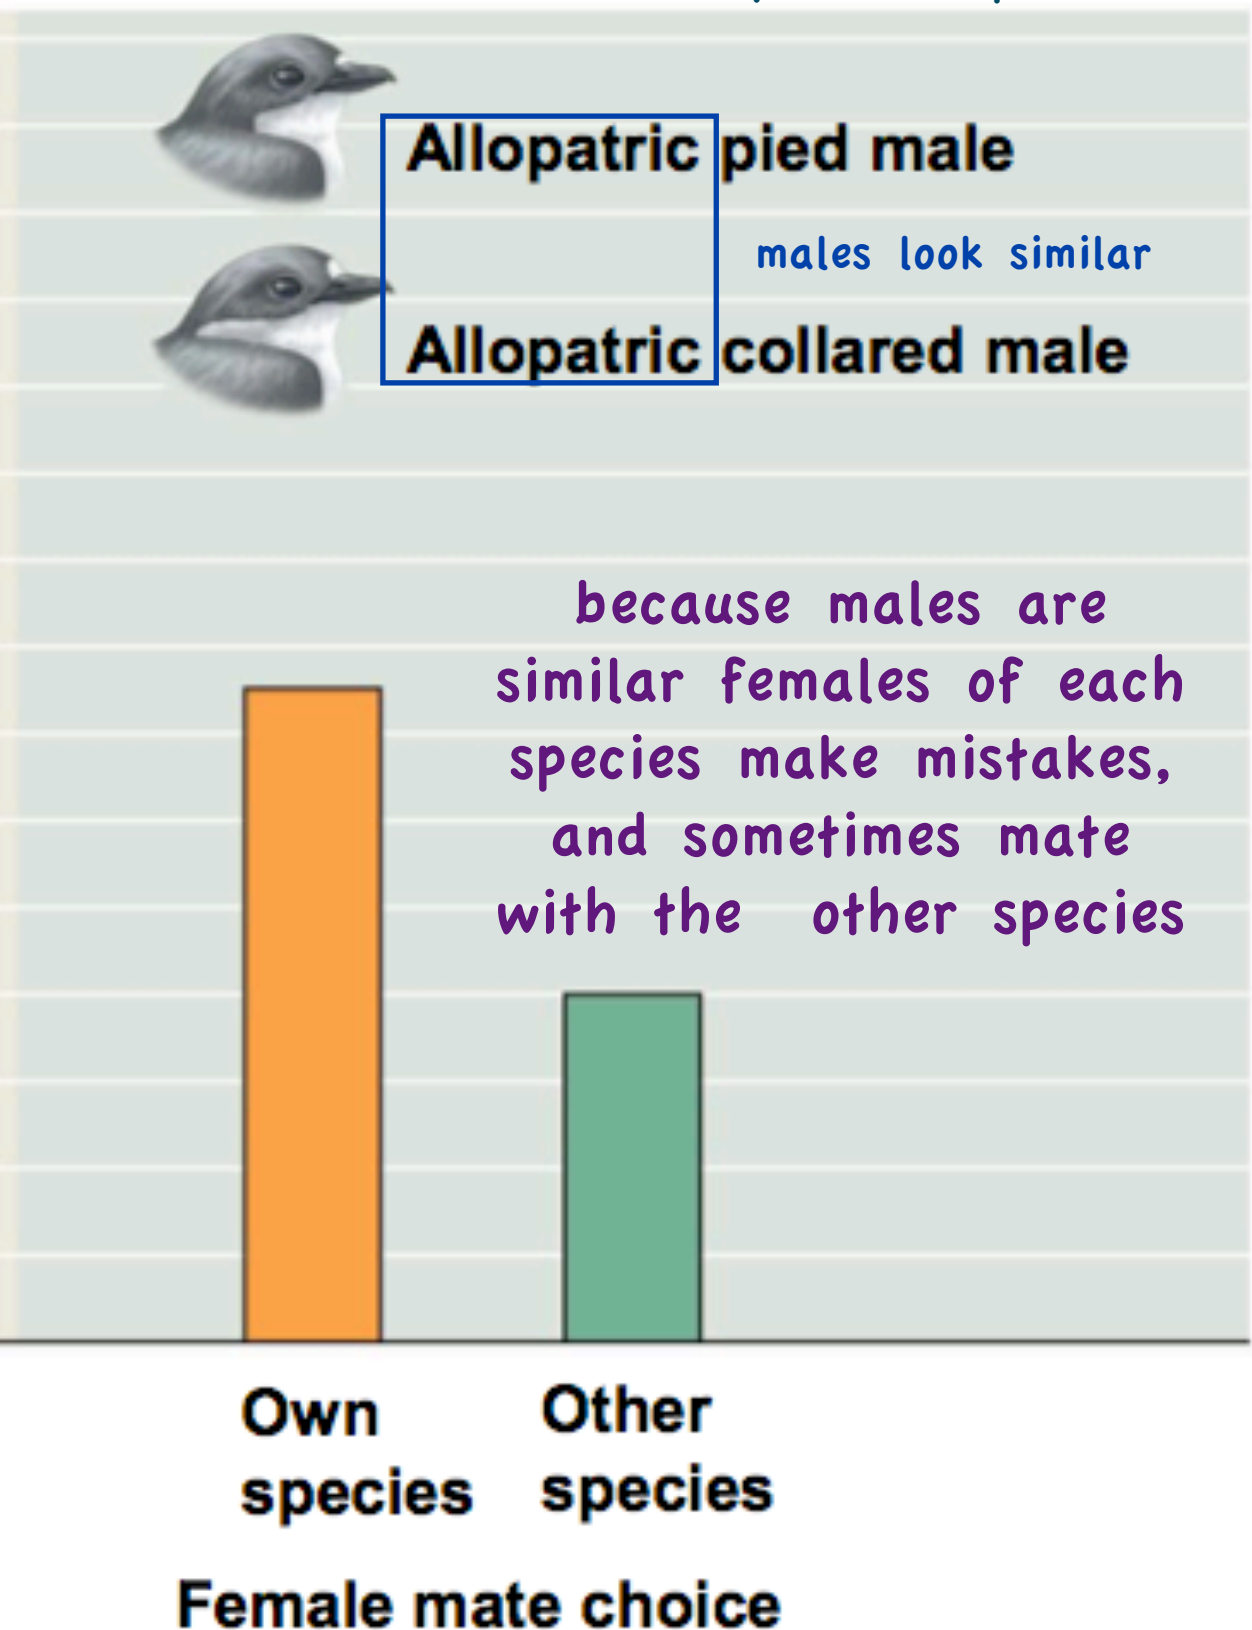 Allopatric pied male
males look similar
Allopatric collared male
because males are
similar females of each
species make mistakes,
and sometimes mate
with the other species
Own species
Other species
Female mate choice